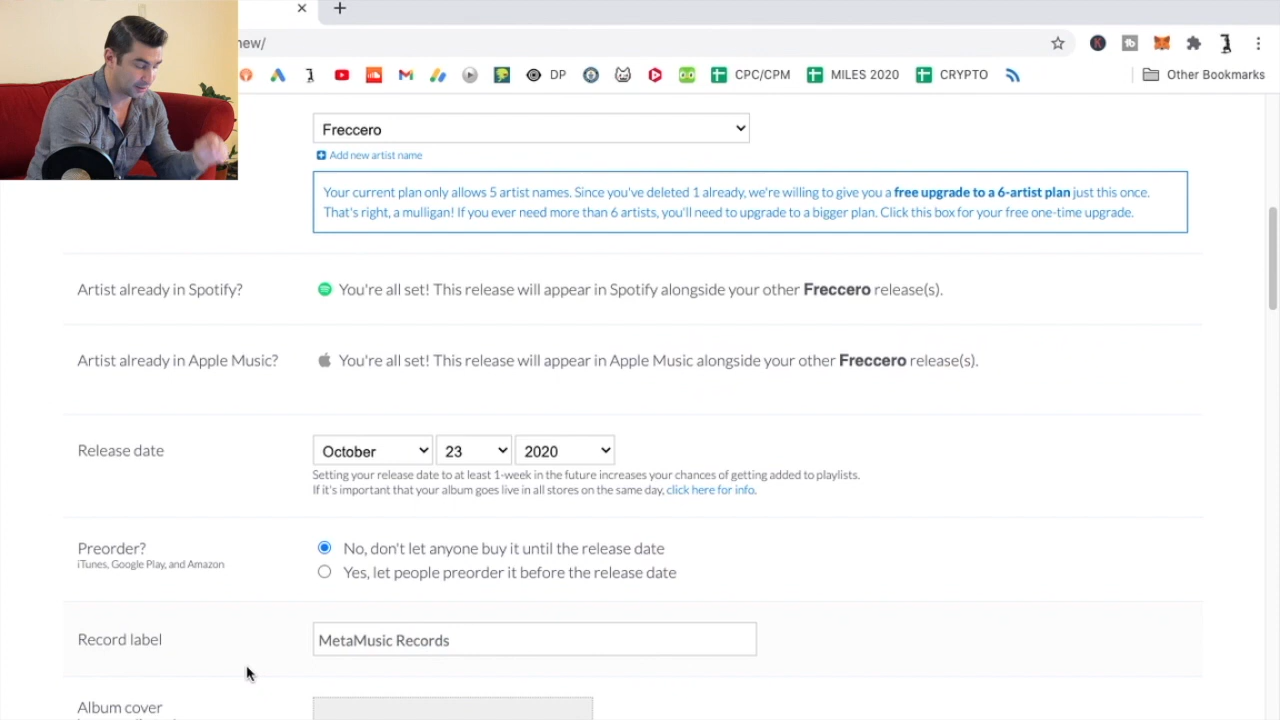 new/
DP
CPC/CPM
MILES 2020
CRYPTO
Other Bookmarks
Freccero
Add new artist name
Your current plan only allows 5 artist names. Since you've deleted 1 already, we're willing to give you a free upgrade to a 6-artist plan just this once.
That's right, a mulligan! If you ever need more than 6 artists, you'll need to upgrade to a bigger plan. Click this box for your free one-time upgrade.
Artist already in Spotify?
You're all set! This release will appear in Spotify alongside your other Freccero release(s).
Artist already in Apple Music?
You're all set! This release will appear in Apple Music alongside your other Freccero release(s).
Release date
October 23 2020
Setting your release date to at least 1-week in the future increases your chances of getting added to playlists.
If it's important that your album goes live in all stores on the same day, click here for info.
Preorder?
iTunes, Google Play, and Amazon
No, don't let anyone buy it until the release date
Yes, let people preorder it before the release date
Record label
MetaMusic Records
Album cover